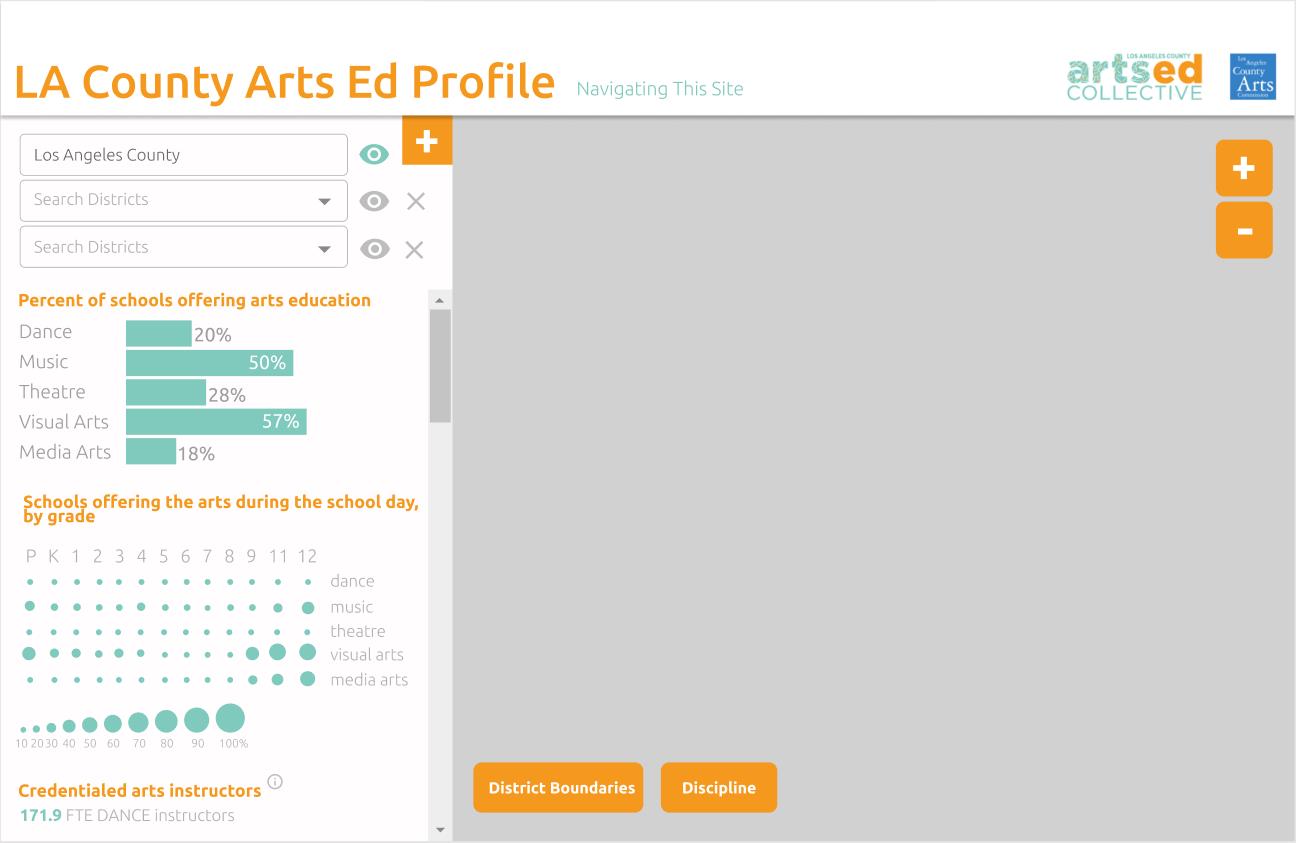 LA County Arts Ed Profile
Navigating This Site
LOS ANGELES COUNTY
artsed
COLLECTIVE
Los Angeles
County
Arts
Commission
Los Angeles County
+
Search Districts
Search Districts
+
-
Percent of schools offering arts education
Dance 20%
Music 50%
Theatre 28%
Visual Arts 57%
Media Arts 18%
Schools offering the arts during the school day,
by grade
P K 1 2 3 4 5 6 7 8 9 11 12
dance
music
theatre
visual arts
media arts
10 20 30 40 50 60 70 80 90 100%
Credentialed arts instructors
171.9 FTE DANCE instructors
District Boundaries
Discipline